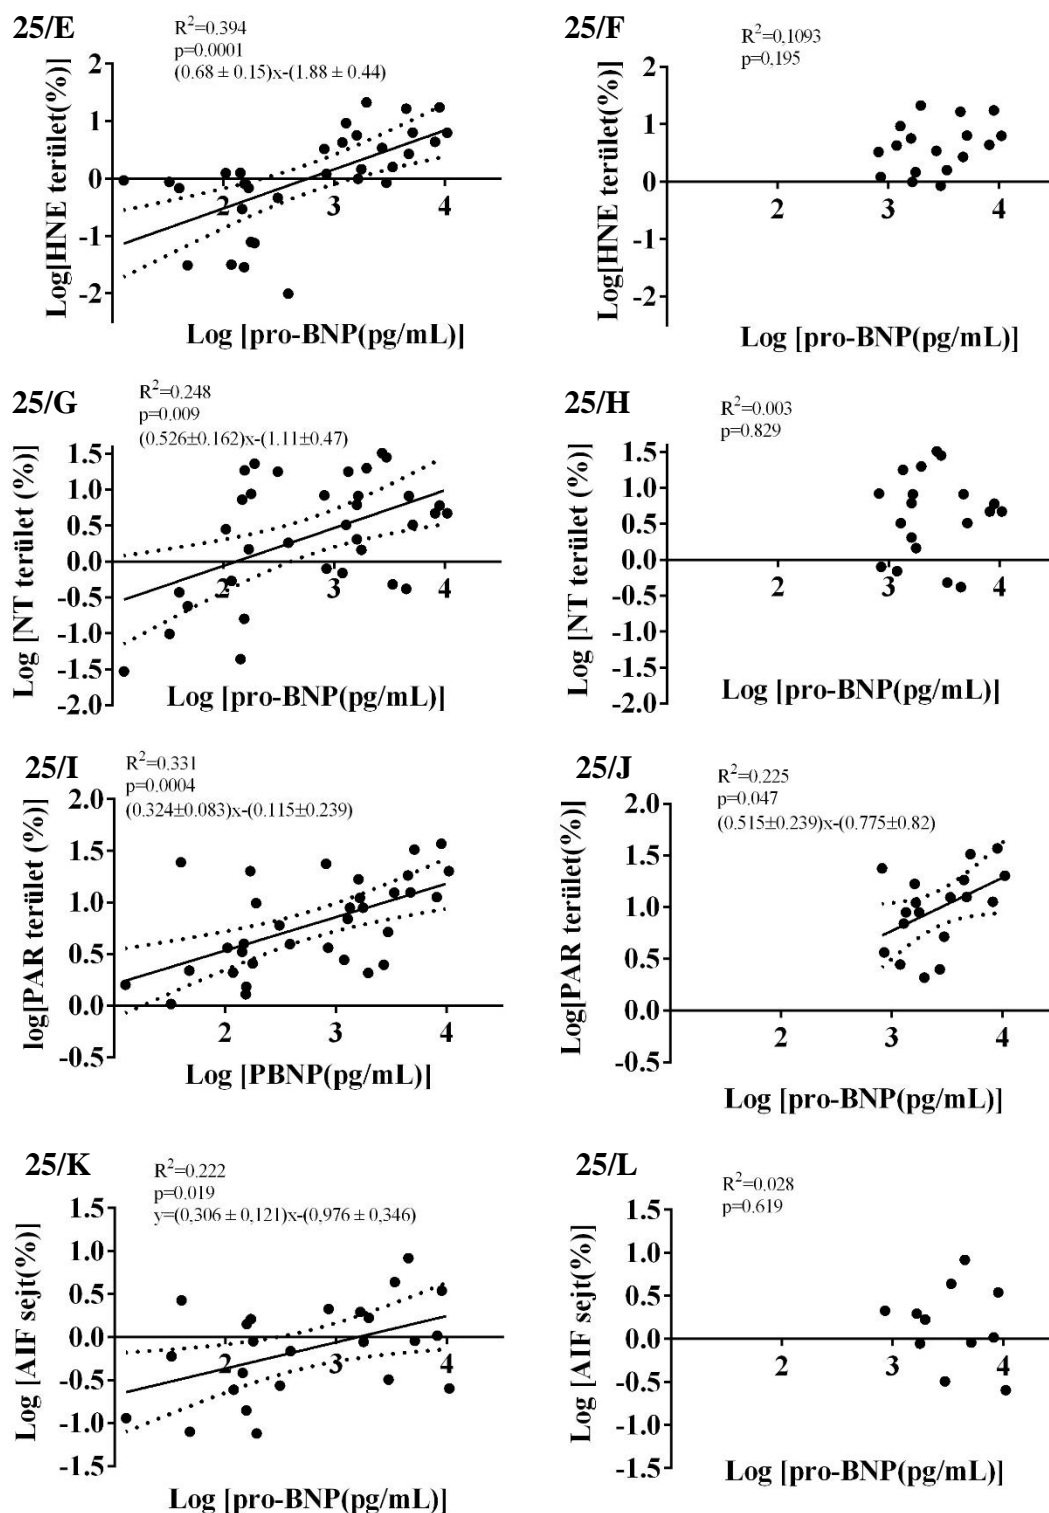 25/E
R²=0.394
p=0.0001
(0.68 ± 0.15)x-(1.88 ± 0.44)
Log[HNE terület(%)]
2
1
0
-1
-2
2 3 4
Log [pro-BNP(pg/mL)]
25/F
R²=0,1093
p=0,195
Log[HNE terület(%)]
2
1
0
-1
-2
2 3 4
Log [pro-BNP(pg/mL)]
25/G
R²=0.248
p=0.009
(0.526±0.162)x-(1.11±0.47)
Log [NT terület (%)]
1.5
1.0
0.5
0.0
-0.5
-1.0
-1.5
-2.0
2 3 4
Log [pro-BNP(pg/mL)]
25/H
R²=0.003
p=0.829
Log [NT terület (%)]
1.5
1.0
0.5
0.0
-0.5
-1.0
-1.5
-2.0
2 3 4
Log [pro-BNP(pg/mL)]
25/I
R²=0.331
p=0.0004
(0.324±0.083)x-(0.115±0.239)
log[PAR terület (%)]
2.0
1.5
1.0
0.5
0.0
-0.5
2 3 4
Log [PBNP(pg/mL)]
25/J
R²=0.225
p=0.047
(0.515±0.239)x-(0.775±0.82)
Log[PAR terület(%)]
2.0
1.5
1.0
0.5
0.0
-0.5
2 3 4
Log [pro-BNP(pg/mL)]
25/K
R²=0.222
p=0.019
y=(0,306 ± 0,121)x-(0,976 ± 0,346)
Log [AIF sejt(%)]
1.5
1.0
0.5
0.0
-0.5
-1.0
-1.5
2 3 4
Log [pro-BNP(pg/mL)]
25/L
R²=0.028
p=0.619
Log [AIF sejt(%)]
1.5
1.0
0.5
0.0
-0.5
-1.0
-1.5
2 3 4
Log [pro-BNP(pg/mL)]